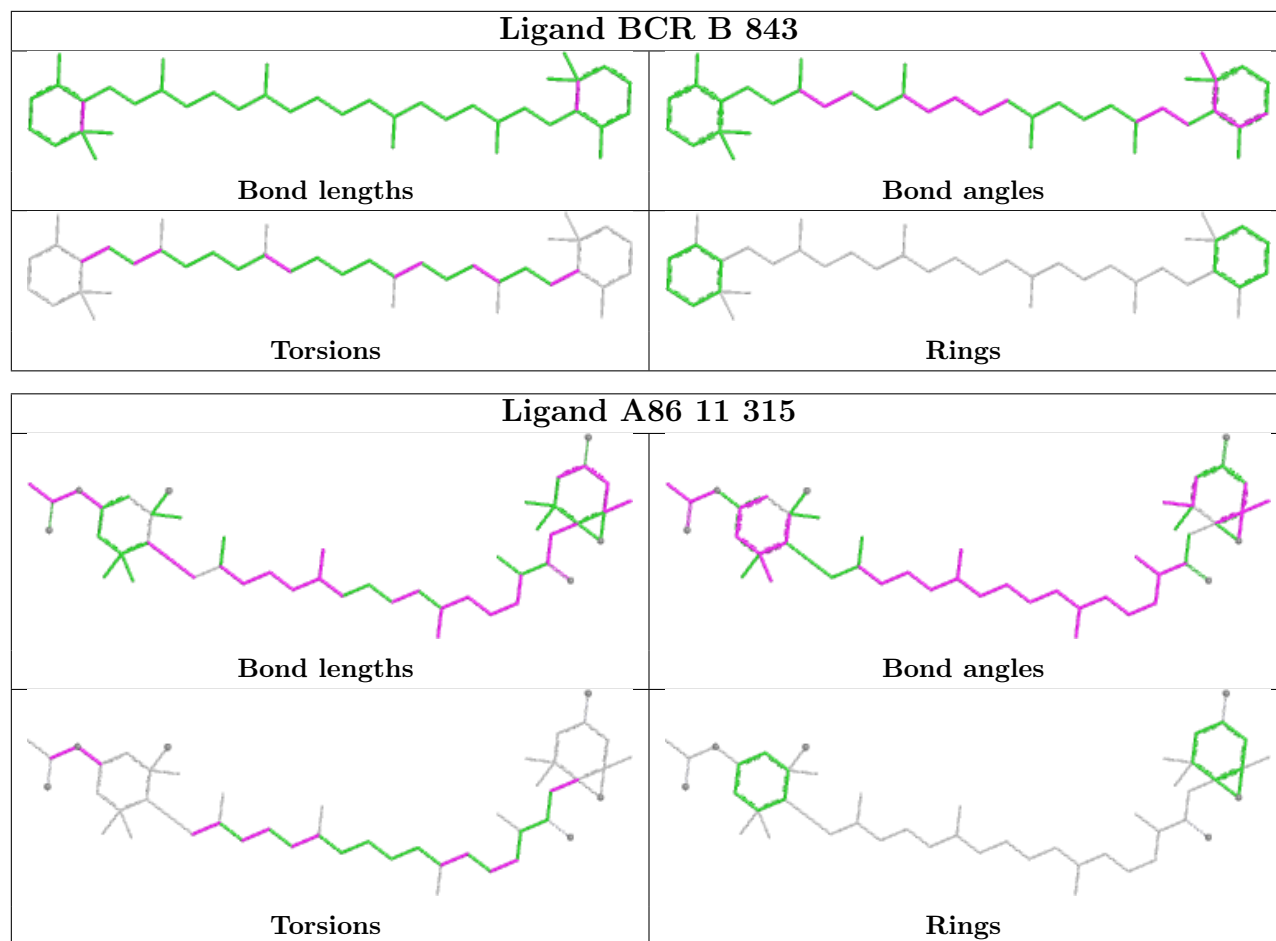 Ligand BCR B 843
Bond lengths
Bond angles
Torsions
Rings
Ligand A86 11 315
Bond lengths
Bond angles
Torsions
Rings